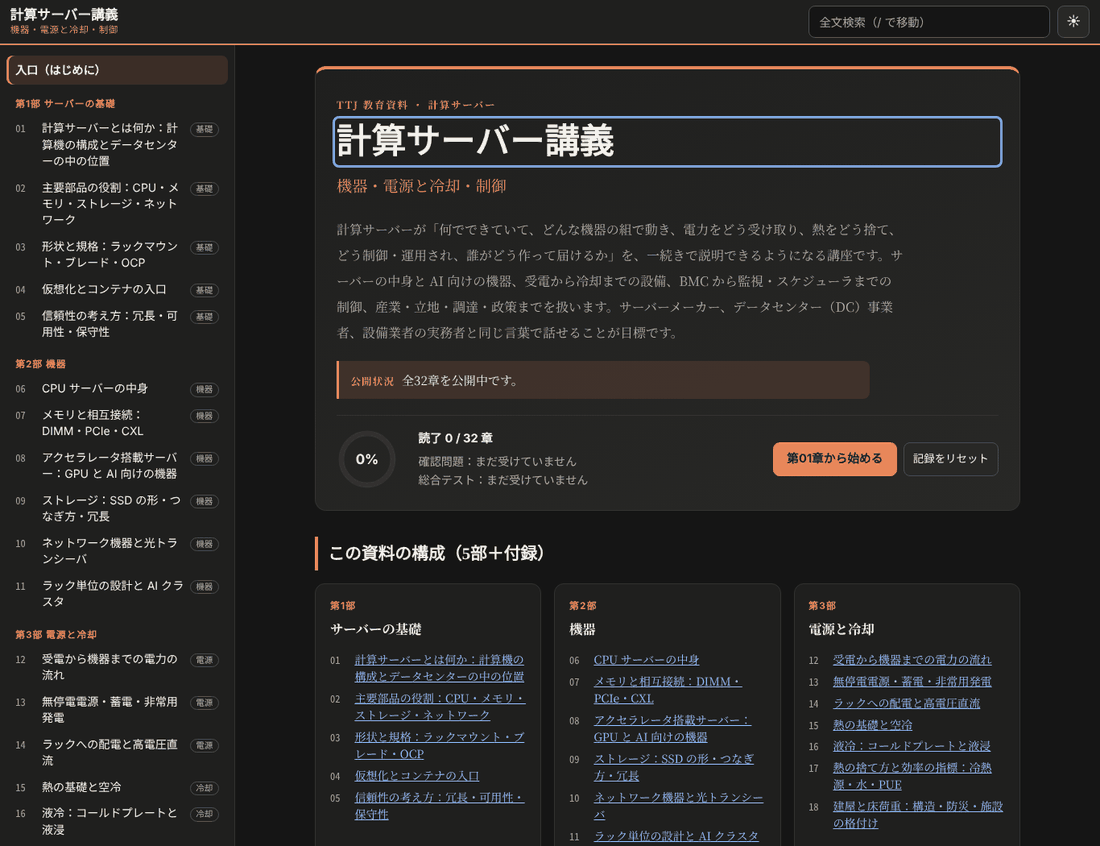 計算サーバー講義
機器・電源と冷却・制御
全文検索（/ で移動）
入口（はじめに）
第1部 サーバーの基礎
01 計算サーバーとは何か：計
算機の構成とデータセンタ
ーの中の位置
基礎
02 主要部品の役割：CPU・メ
モリ・ストレージ・ネット
ワーク
基礎
03 形状と規格：ラックマウン
ト・ブレード・OCP
基礎
04 仮想化とコンテナの入口
基礎
05 信頼性の考え方：冗長・可
用性・保守性
基礎
第2部 機器
06 CPU サーバーの中身
機器
07 メモリと相互接続：
DIMM・PCIe・CXL
機器
08 アクセラレータ搭載サーバ
ー：GPU と AI 向けの機器
機器
09 ストレージ：SSD の形・つ
なぎ方・冗長
機器
10 ネットワーク機器と光トラ
ンシーバ
機器
11 ラック単位の設計と AI クラ
スタ
機器
第3部 電源と冷却
12 受電から機器までの電力の
流れ
電源
13 無停電電源・蓄電・非常用
発電
電源
14 ラックへの配電と高電圧直
流
電源
15 熱の基礎と空冷
冷却
16 液冷：コールドプレートと
液浸
冷却
TTJ 教育資料 ・ 計算サーバー
計算サーバー講義
機器・電源と冷却・制御
計算サーバーが「何でできていて、どんな機器の組で動き、電力をどう受け取り、熱をどう捨て、
どう制御・運用され、誰がどう作って届けるか」を、一続きで説明できるようになる講座です。サ
ーバーの中身と AI 向けの機器、受電から冷却までの設備、BMC から監視・スケジューラまでの
制御、産業・立地・調達・政策までを扱います。サーバーメーカー、データセンター（DC）事業
者、設備業者の実務者と同じ言葉で話せることが目標です。
公開状況 全32章を公開中です。
0%
読了 0 / 32 章
確認問題：まだ受けていません
総合テスト：まだ受けていません
第01章から始める
記録をリセット
この資料の構成（5部＋付録）
第1部
サーバーの基礎
01 計算サーバーとは何か：計算機の
構成とデータセンターの中の位置
02 主要部品の役割：CPU・メモリ・
ストレージ・ネットワーク
03 形状と規格：ラックマウント・ブ
レード・OCP
04 仮想化とコンテナの入口
05 信頼性の考え方：冗長・可用性・
保守性
第2部
機器
06 CPU サーバーの中身
07 メモリと相互接続：DIMM・
PCIe・CXL
08 アクセラレータ搭載サーバー：
GPU と AI 向けの機器
09 ストレージ：SSD の形・つなぎ
方・冗長
10 ネットワーク機器と光トランシー
バ
11 ラック単位の設計と AI クラスタ
第3部
電源と冷却
12 受電から機器までの電力の流れ
13 無停電電源・蓄電・非常用発電
14 ラックへの配電と高電圧直流
15 熱の基礎と空冷
16 液冷：コールドプレートと液浸
17 熱の捨て方と効率の指標：冷熱
源・水・PUE
18 建屋と床荷重：構造・防災・施設
の格付け